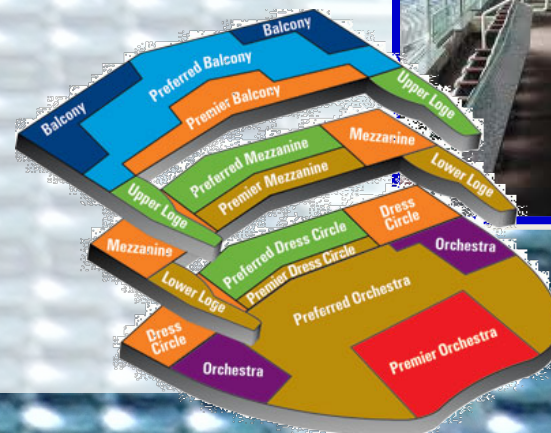 Balcony
Preferred Balcony
Balcony
Premier Balcony
Upper Loge
Upper Loge
Preferred Mezzanine
Mezzanine
Premier Mezzanine
Lower Loge
Mezzanine
Lower Loge
Preferred Dress Circle
Dress
Circle
Premier Dress Circle
Orchestra
Preferred Orchestra
Dress
Circle
Orchestra
Premier Orchestra